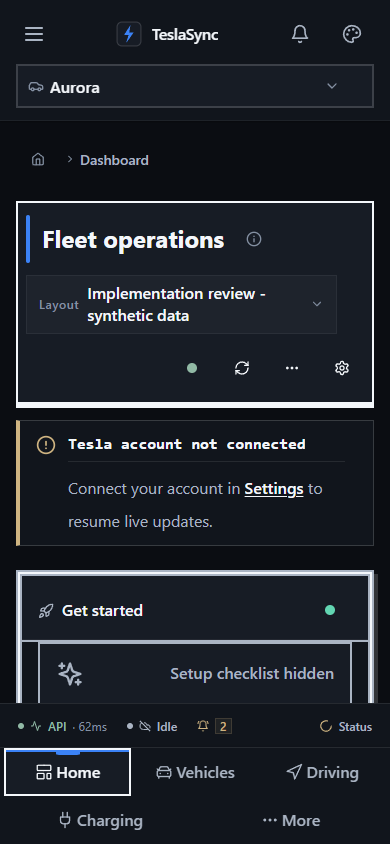 TeslaSync
Aurora
Dashboard
Fleet operations
Layout Implementation review -
synthetic data
Tesla account not connected
Connect your account in Settings to
resume live updates.
Get started
Setup checklist hidden
API · 62ms Idle 2 Status
Home Vehicles Driving
Charging More